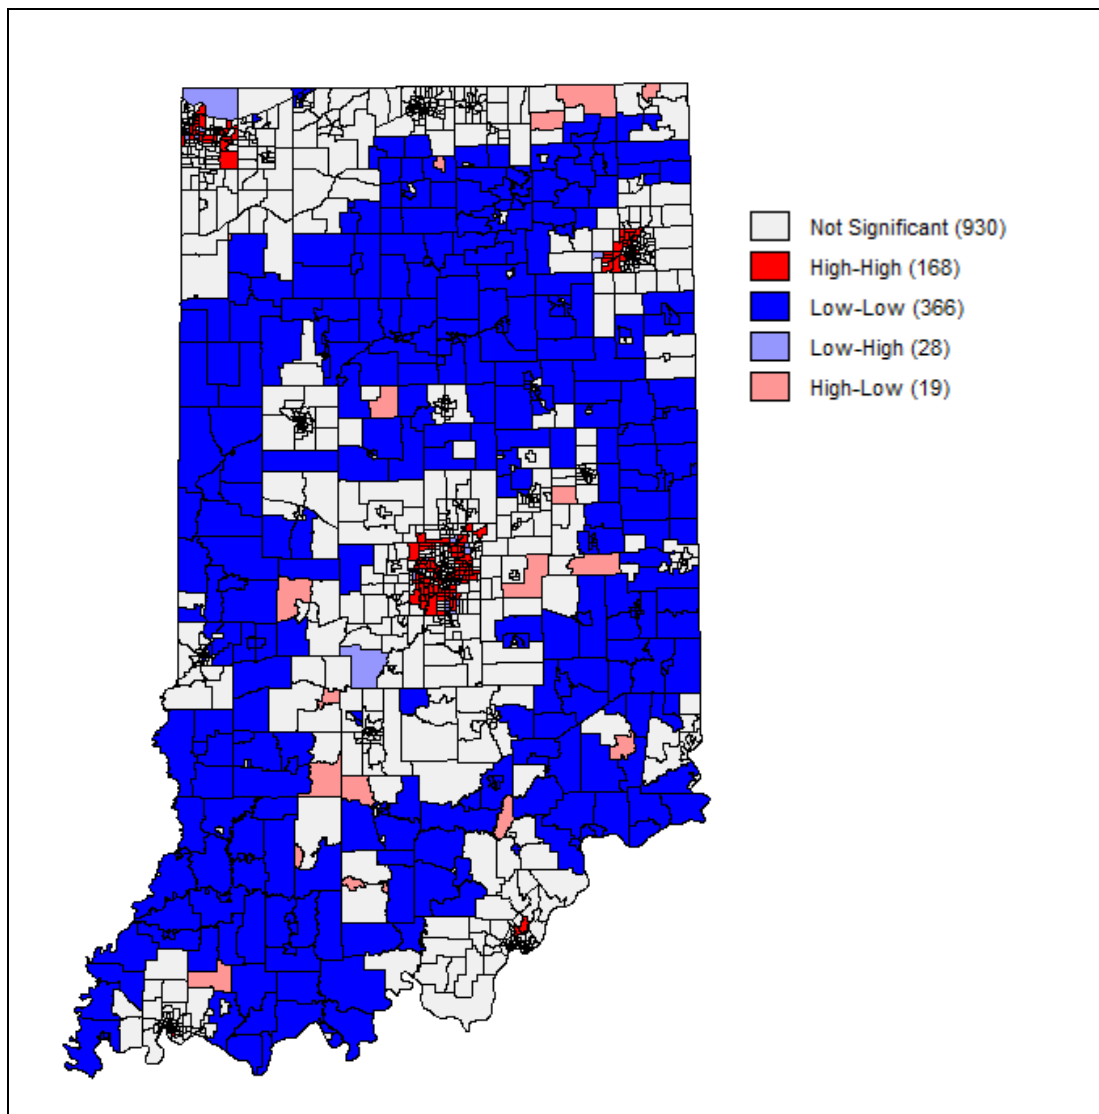 Not Significant (930)
High-High (168)
Low-Low (366)
Low-High (28)
High-Low (19)